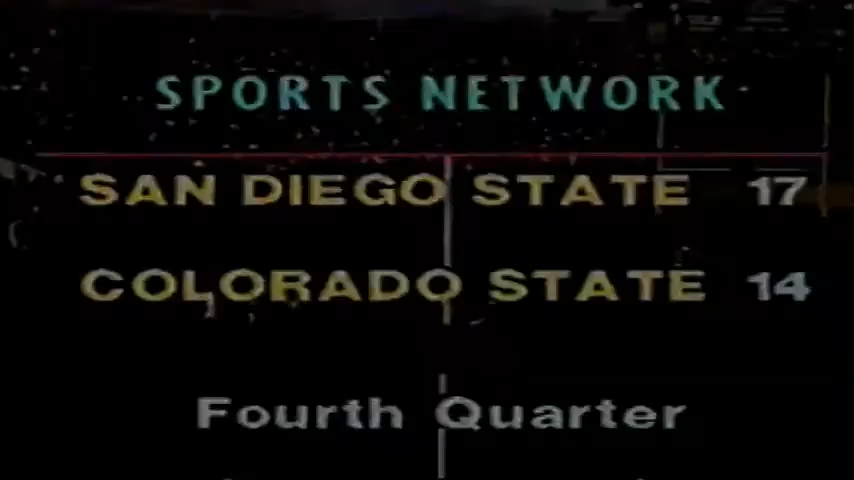 SPORTS NETWORK
SAN DIEGO STATE 17
COLORADO STATE 14
Fourth Quarter